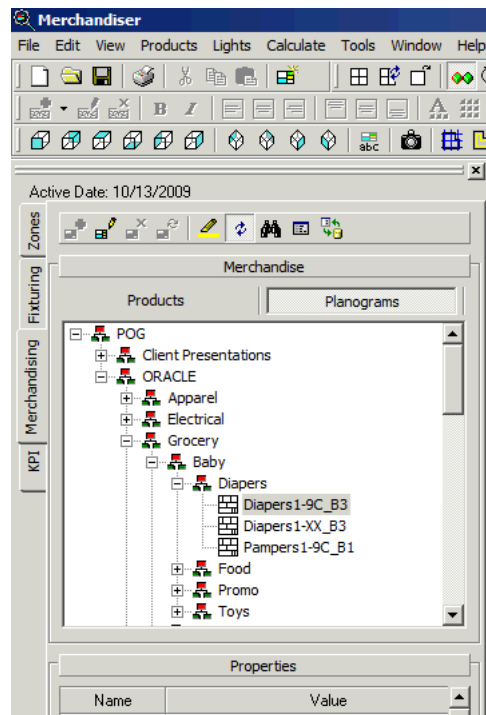 Merchandiser
File Edit View Products Lights Calculate Tools Window Help
B I A
abc
Active Date: 10/13/2009
Zones
Fixturing
Merchandising
KPI
Merchandise
Products Planograms
POG
Client Presentations
ORACLE
Apparel
Electrical
Grocery
Baby
Diapers
Diapers1-9C_B3
Diapers1-XX_B3
Pampers1-9C_B1
Food
Promo
Toys
Properties
Name Value